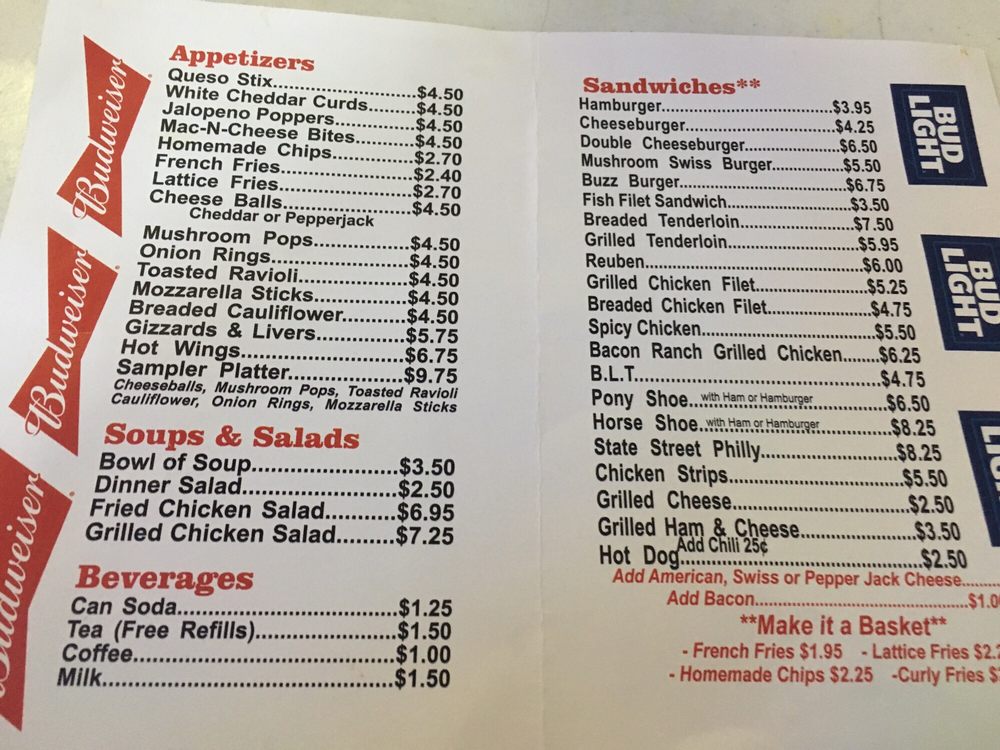 Budweiser
Budweiser
Budweiser
Appetizers
Queso Stix..........................$4.50
White Cheddar Curds.......$4.50
Jalopeno Poppers............$4.50
Mac-N-Cheese Bites.........$4.50
Homemade Chips..............$2.70
French Fries......................$2.40
Lattice Fries......................$2.70
Cheese Balls.....................$4.50
Cheddar or Pepperjack
Mushroom Pops................$4.50
Onion Rings.......................$4.50
Toasted Ravioli..................$4.50
Mozzarella Sticks...............$4.50
Breaded Cauliflower...........$4.50
Gizzards & Livers...............$5.75
Hot Wings..........................$6.75
Sampler Platter...................$9.75
Cheeseballs, Mushroom Pops, Toasted Ravioli
Cauliflower, Onion Rings, Mozzarella Sticks
Soups & Salads
Bowl of Soup......................$3.50
Dinner Salad.......................$2.50
Fried Chicken Salad...........$6.95
Grilled Chicken Salad.........$7.25
Beverages
Can Soda..................................$1.25
Tea (Free Refills).....................$1.50
Coffee.......................................$1.00
Milk...........................................$1.50
Sandwiches**
Hamburger....................................$3.95
Cheeseburger...............................$4.25
Double Cheeseburger...................$6.50
Mushroom Swiss Burger..............$5.50
Buzz Burger..................................$6.75
Fish Filet Sandwich.......................$3.50
Breaded Tenderloin.......................$7.50
Grilled Tenderloin..........................$5.95
Reuben..........................................$6.00
Grilled Chicken Filet......................$5.25
Breaded Chicken Filet...................$4.75
Spicy Chicken................................$5.50
Bacon Ranch Grilled Chicken.......$6.25
B.L.T...............................................$4.75
Pony Shoe..with Ham or Hamburger...............$6.50
Horse Shoe..with Ham or Hamburger..............$8.25
State Street Philly..........................$8.25
Chicken Strips...............................$5.50
Grilled Cheese...............................$2.50
Grilled Ham & Cheese...................$3.50
Add Chili 25¢
Hot Dog..........................................$2.50
Add American, Swiss or Pepper Jack Cheese.........
Add Bacon.............................................$1.0
**Make it a Basket**
- French Fries $1.95 - Lattice Fries $2.
- Homemade Chips $2.25 -Curly Fries $
BUD
LIGHT
BUD
LIGHT